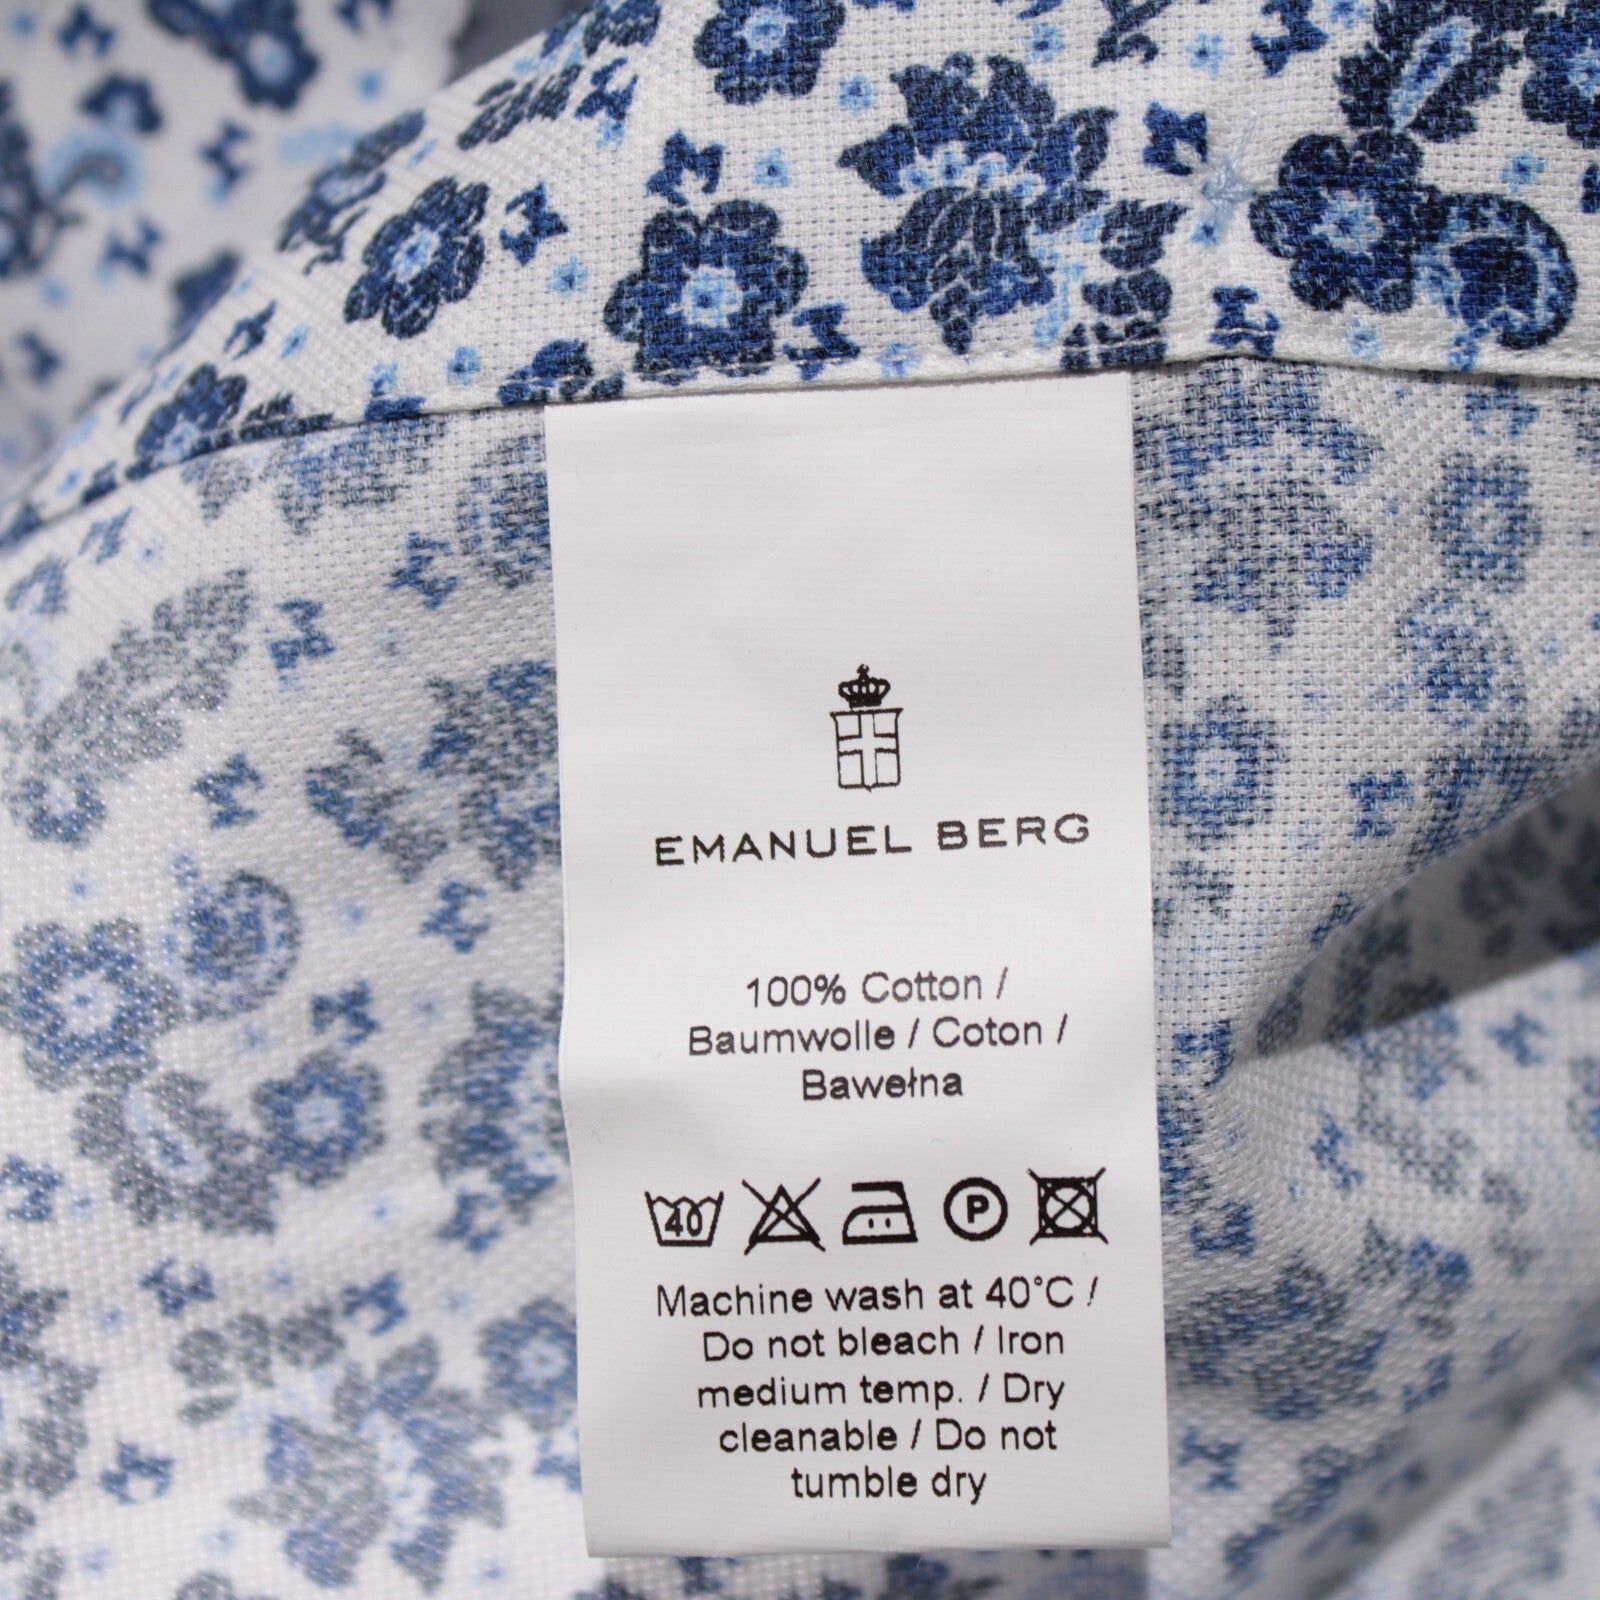 EMANUEL BERG
100% Cotton /
Baumwolle / Coton /
Bawełna
40 P
Machine wash at 40°C /
Do not bleach / Iron
medium temp. / Dry
cleanable / Do not
tumble dry